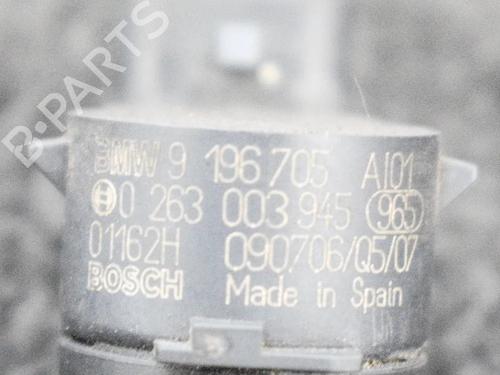 B-PARTS
BMW 9 196 705 AI01
0 263 003 945 965
01162H 090706/Q5/07
BOSCH Made in Spain